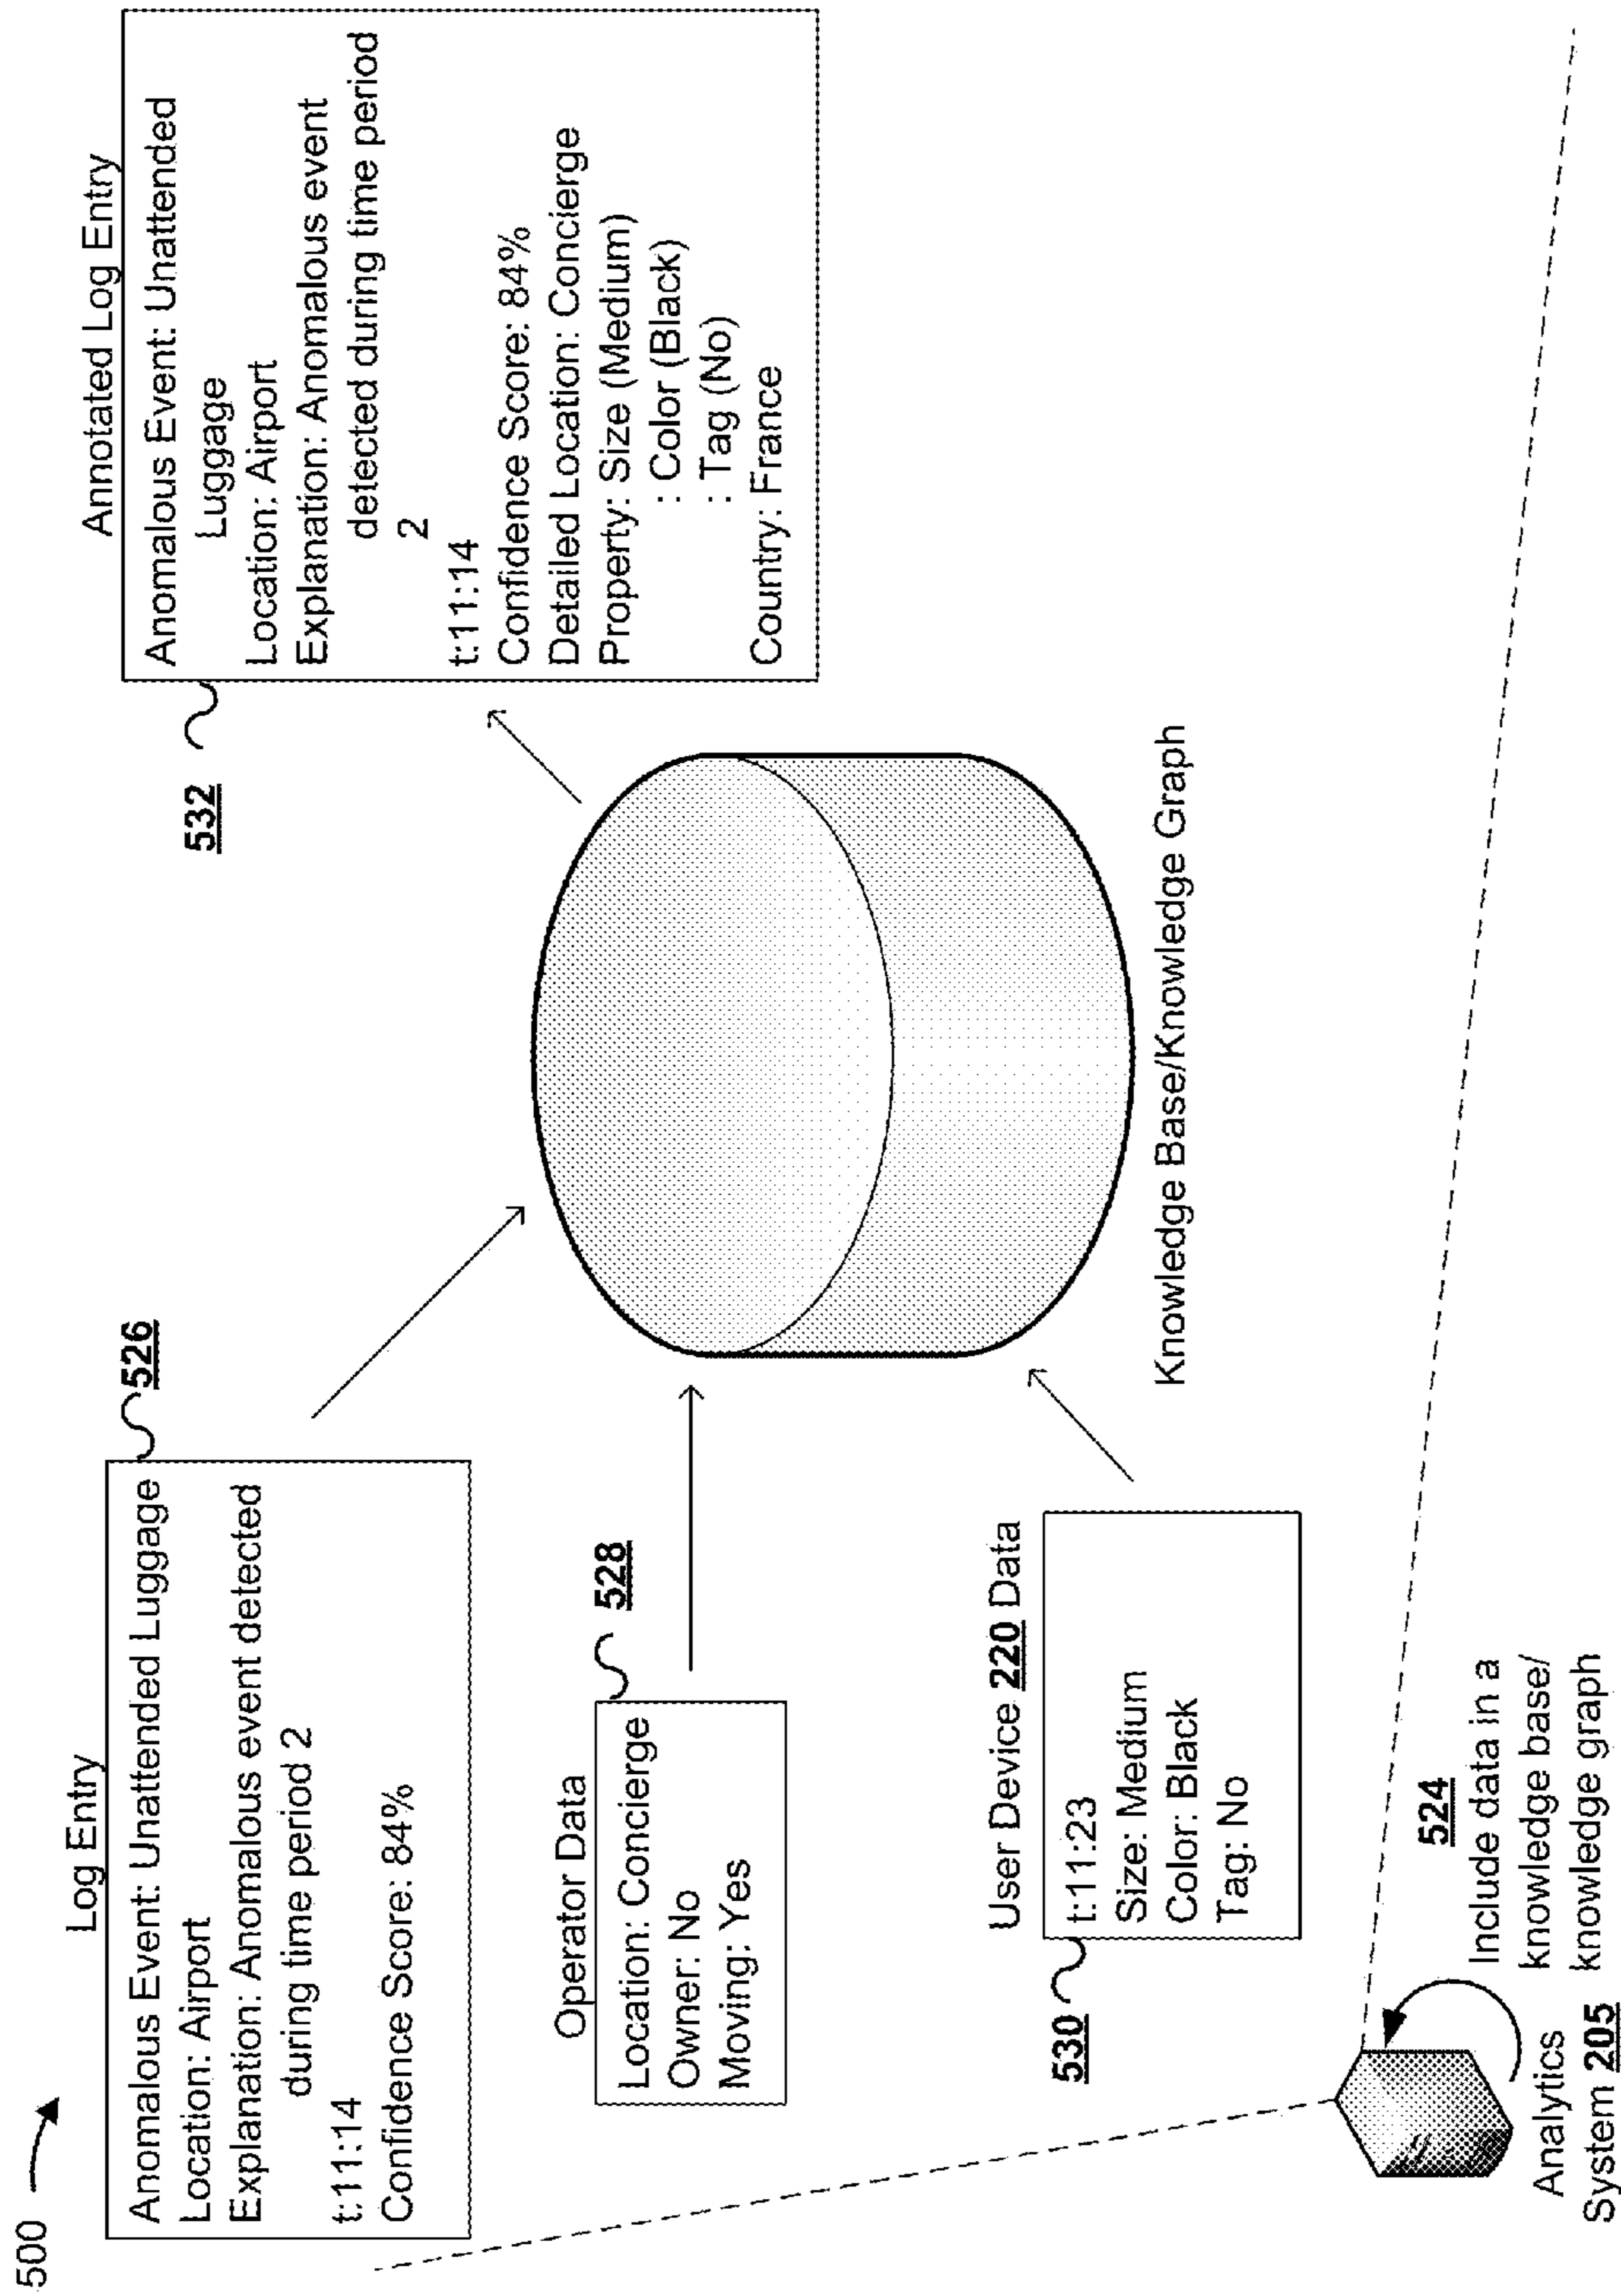 500
Log Entry
Anomalous Event: Unattended Luggage
Location: Airport
Explanation: Anomalous event detected
during time period 2
t:11:14
Confidence Score: 84%
526
Operator Data
Location: Concierge
Owner: No
Moving: Yes
528
User Device 220 Data
t:11:23
Size: Medium
Color: Black
Tag: No
530
Knowledge Base/Knowledge Graph
Annotated Log Entry
Anomalous Event: Unattended
Luggage
Location: Airport
Explanation: Anomalous event
detected during time period
2
t:11:14
Confidence Score: 84%
Detailed Location: Concierge
Property: Size (Medium)
: Color (Black)
: Tag (No)
Country: France
532
Analytics
System 205
524
Include data in a
knowledge base/
knowledge graph